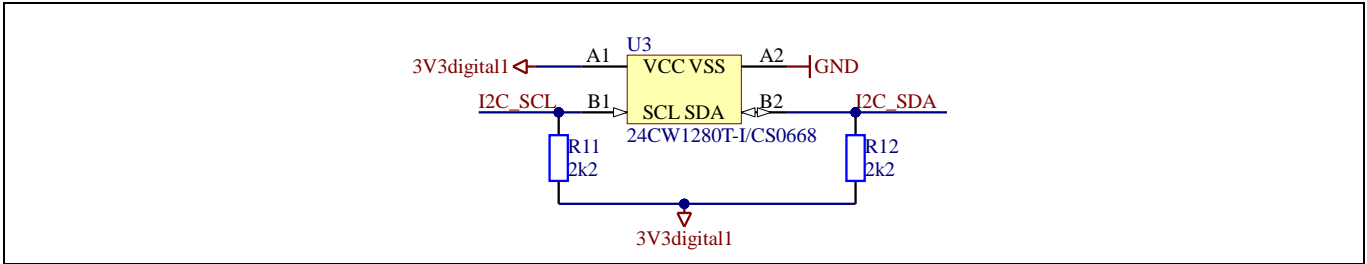 U3
3V3digital1
A1
VCC VSS
A2
GND
I2C_SCL
B1
SCL SDA
B2
I2C_SDA
24CW1280T-I/CS0668
R11
2k2
R12
2k2
3V3digital1